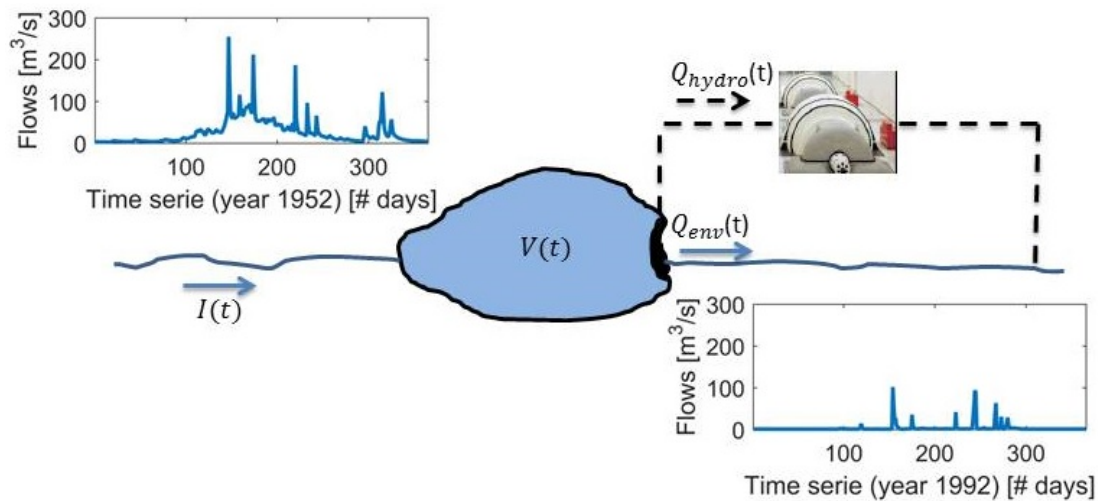 300
200
100
0
Flows [m³/s]
100 200 300
Time serie (year 1952) [# days]
Q_hydro(t)
Q_env(t)
V(t)
I(t)
300
200
100
0
Flows [m³/s]
100 200 300
Time serie (year 1992) [# days]